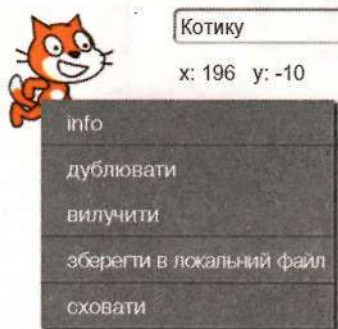 Котику
x: 196 y: -10
info
дублювати
вилучити
зберегти в локальний файл
сховати